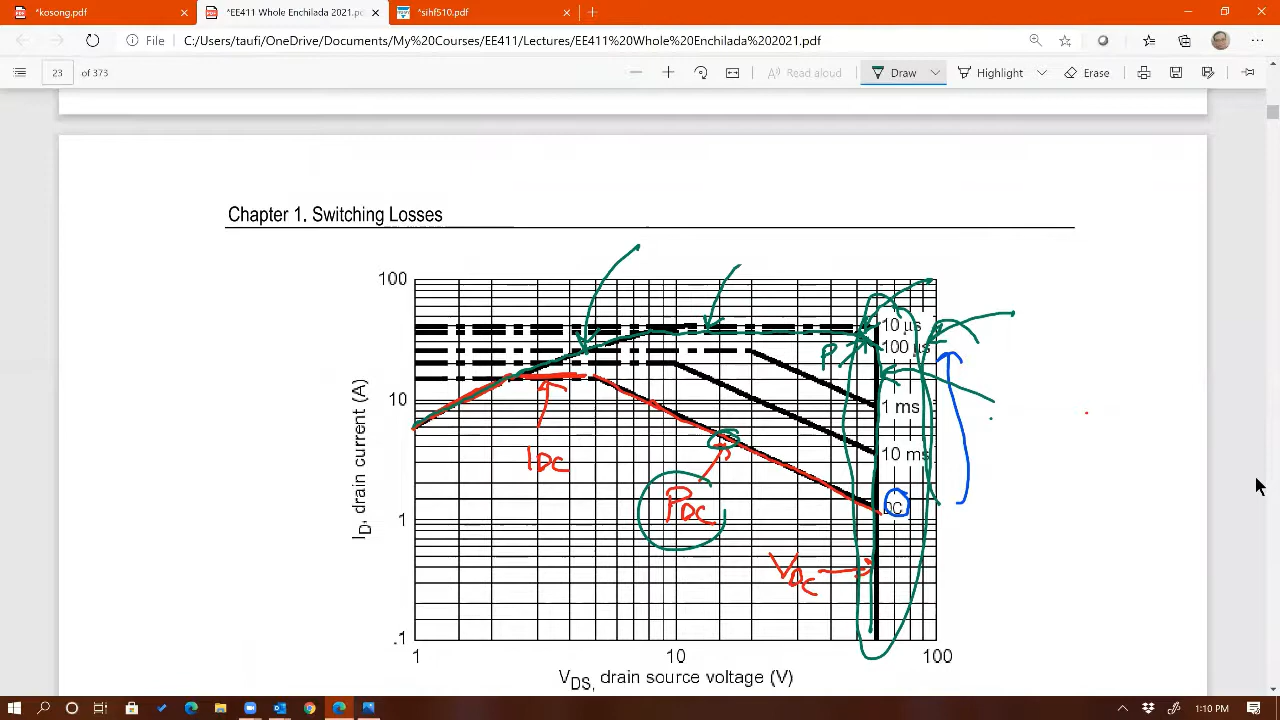 *kosong.pdf
*EE411 Whole Enchilada 2021.pdf
*sihf510.pdf
File
C:/Users/taufi/OneDrive/Documents/My%20Courses/EE411/Lectures/EE411%20Whole%20Enchilada%202021.pdf
23 of 373
Read aloud
Draw
Highlight
Erase
Chapter 1. Switching Losses
100
10 µs
P
100 µs
10
1 ms
10 ms
IDC
PDC
DC
1
VDC
.1
1
10
100
ID, drain current (A)
VDS, drain source voltage (V)
1:10 PM